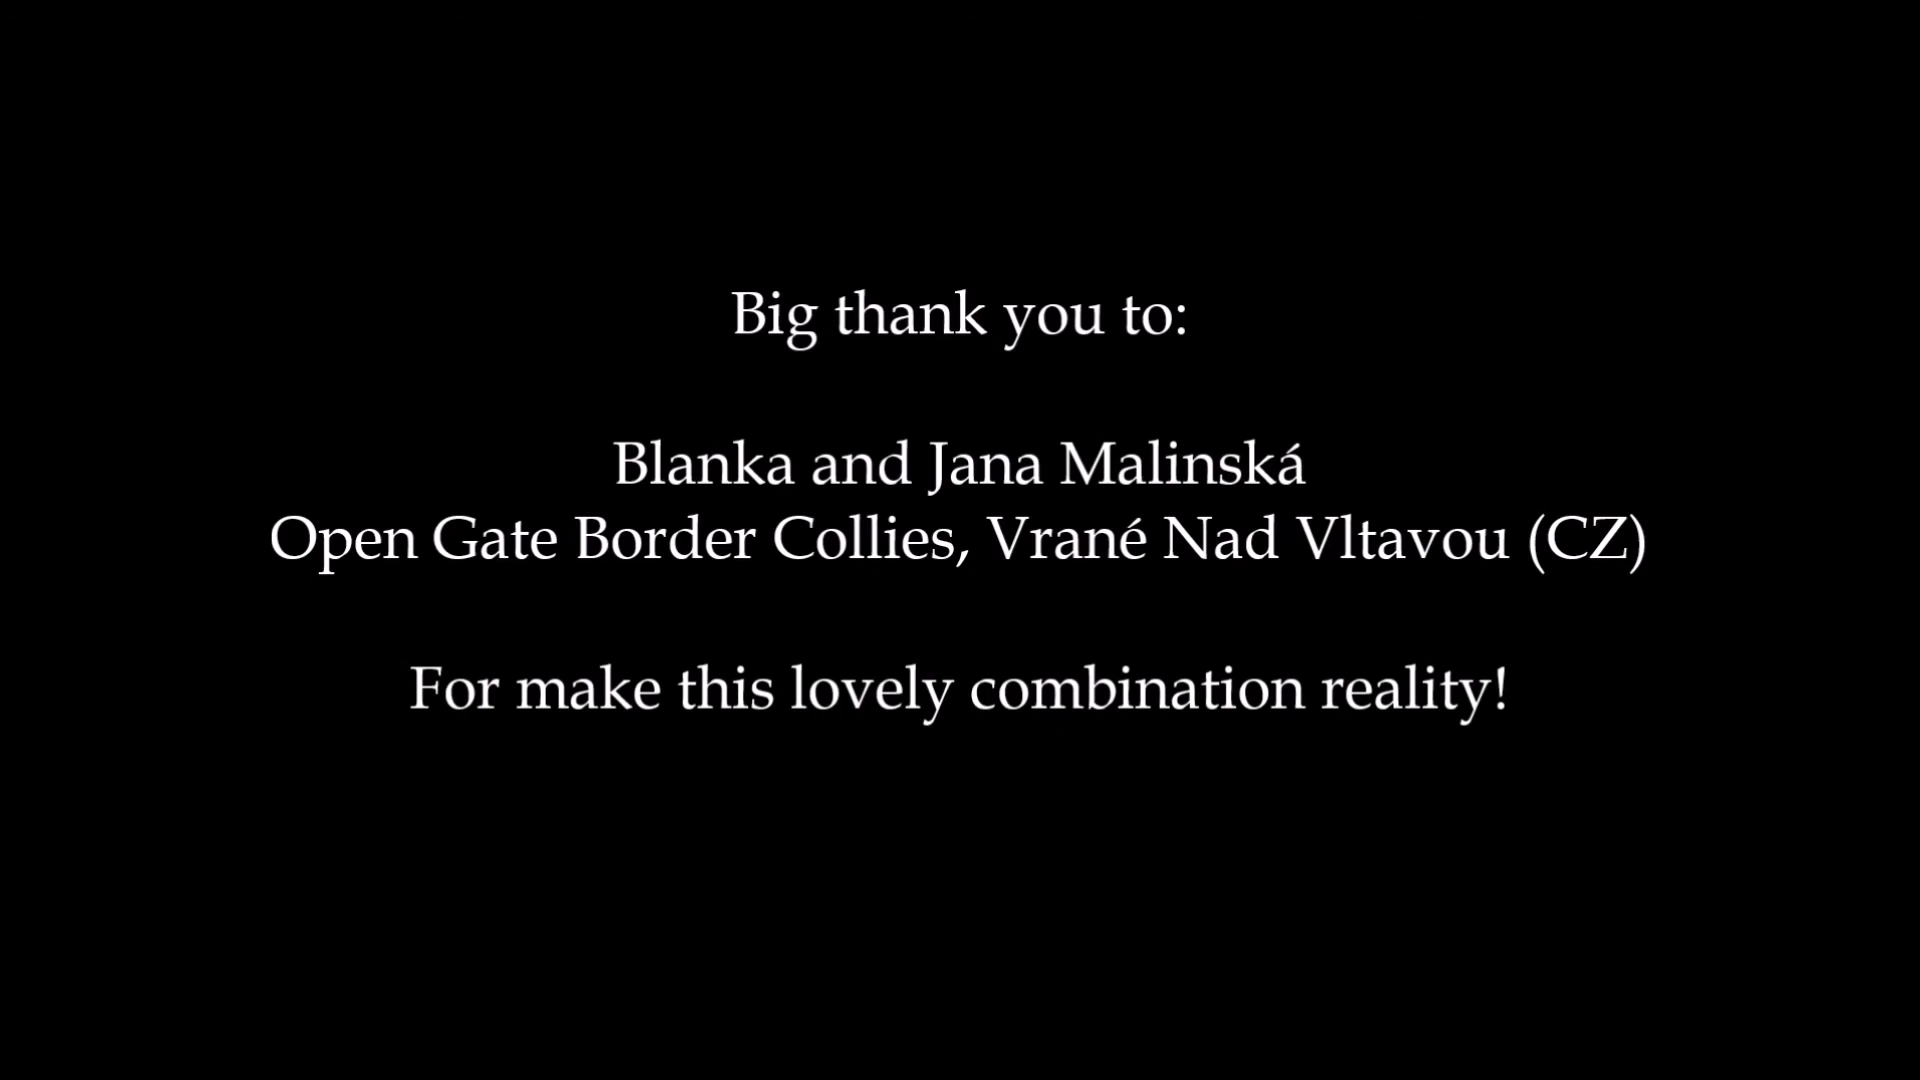 Big thank you to:
Blanka and Jana Malinská
Open Gate Border Collies, Vrané Nad Vltavou (CZ)
For make this lovely combination reality!